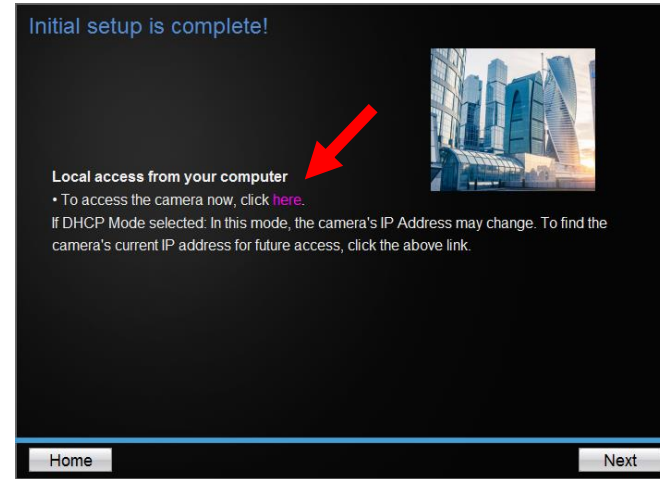 Initial setup is complete!
Local access from your computer
• To access the camera now, click here.
If DHCP Mode selected: In this mode, the camera's IP Address may change. To find the
camera's current IP address for future access, click the above link.
Home
Next